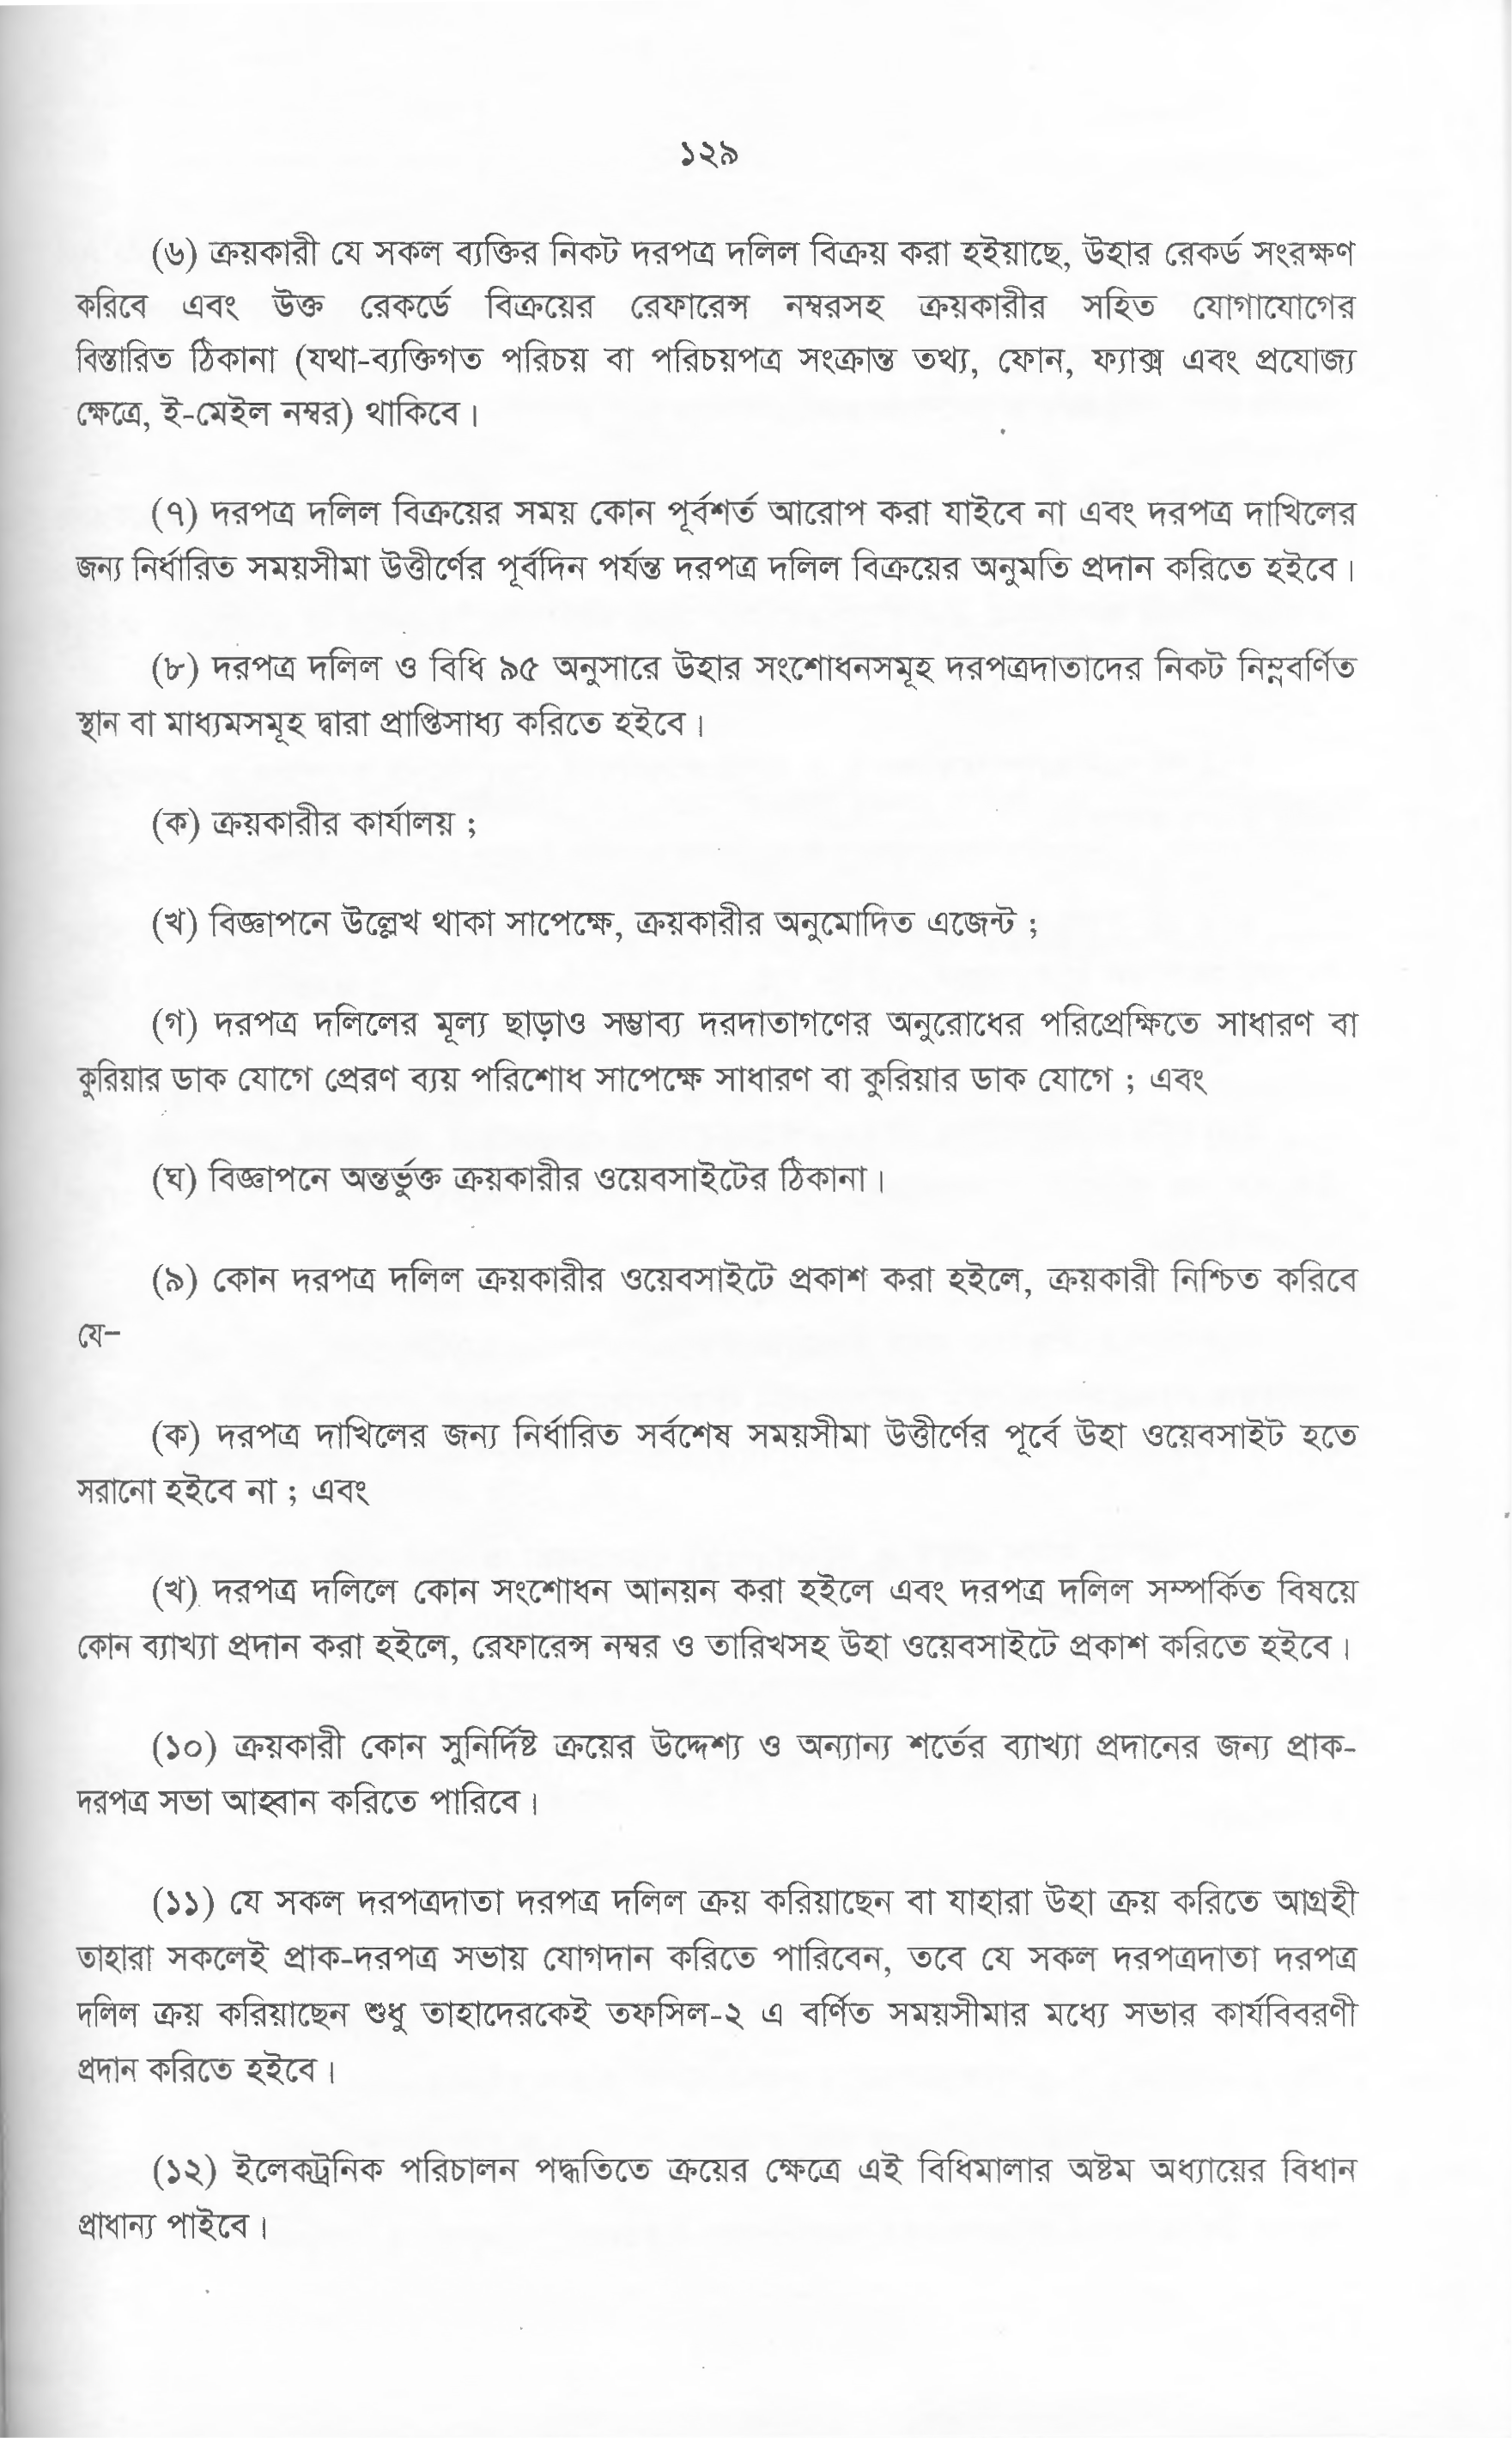 ১২৯
(৬) ক্রয়কারী যে সকল ব্যক্তির নিকট দরপত্র দলিল বিক্রয় করা হইয়াছে, উহার রেকর্ড সংরক্ষণ
করিবে এবং উক্ত রেকর্ডে বিক্রয়ের রেফারেন্স নম্বরসহ ক্রয়কারীর সহিত যোগাযোগের
বিস্তারিত ঠিকানা (যথা-ব্যক্তিগত পরিচয় বা পরিচয়পত্র সংক্রান্ত তথ্য, ফোন, ফ্যাক্স এবং প্রযোজ্য
ক্ষেত্রে, ই-মেইল নম্বর) থাকিবে।
(৭) দরপত্র দলিল বিক্রয়ের সময় কোন পূর্বশর্ত আরোপ করা যাইবে না এবং দরপত্র দাখিলের
জন্য নির্ধারিত সময়সীমা উত্তীর্ণের পূর্বদিন পর্যন্ত দরপত্র দলিল বিক্রয়ের অনুমতি প্রদান করিতে হইবে।
(৮) দরপত্র দলিল ও বিধি ৯৫ অনুসারে উহার সংশোধনসমূহ দরপত্রদাতাদের নিকট নিম্নবর্ণিত
স্থান বা মাধ্যমসমূহ দ্বারা প্রাপ্তিসাধ্য করিতে হইবে।
(ক) ক্রয়কারীর কার্যালয় ;
(খ) বিজ্ঞাপনে উল্লেখ থাকা সাপেক্ষে, ক্রয়কারীর অনুমোদিত এজেন্ট ;
(গ) দরপত্র দলিলের মূল্য ছাড়াও সম্ভাব্য দরদাতাগণের অনুরোধের পরিপ্রেক্ষিতে সাধারণ বা
কুরিয়ার ডাক যোগে প্রেরণ ব্যয় পরিশোধ সাপেক্ষে সাধারণ বা কুরিয়ার ডাক যোগে ; এবং
(ঘ) বিজ্ঞাপনে অন্তর্ভুক্ত ক্রয়কারীর ওয়েবসাইটের ঠিকানা।
(৯) কোন দরপত্র দলিল ক্রয়কারীর ওয়েবসাইটে প্রকাশ করা হইলে, ক্রয়কারী নিশ্চিত করিবে
যে-
(ক) দরপত্র দাখিলের জন্য নির্ধারিত সর্বশেষ সময়সীমা উত্তীর্ণের পূর্বে উহা ওয়েবসাইট হতে
সরানো হইবে না ; এবং
(খ) দরপত্র দলিলে কোন সংশোধন আনয়ন করা হইলে এবং দরপত্র দলিল সম্পর্কিত বিষয়ে
কোন ব্যাখ্যা প্রদান করা হইলে, রেফারেন্স নম্বর ও তারিখসহ উহা ওয়েবসাইটে প্রকাশ করিতে হইবে।
(১০) ক্রয়কারী কোন সুনির্দিষ্ট ক্রয়ের উদ্দেশ্য ও অন্যান্য শর্তের ব্যাখ্যা প্রদানের জন্য প্রাক-
দরপত্র সভা আহ্বান করিতে পারিবে।
(১১) যে সকল দরপত্রদাতা দরপত্র দলিল ক্রয় করিয়াছেন বা যাহারা উহা ক্রয় করিতে আগ্রহী
তাহারা সকলেই প্রাক-দরপত্র সভায় যোগদান করিতে পারিবেন, তবে যে সকল দরপত্রদাতা দরপত্র
দলিল ক্রয় করিয়াছেন শুধু তাহাদেরকেই তফসিল-২ এ বর্ণিত সময়সীমার মধ্যে সভার কার্যবিবরণী
প্রদান করিতে হইবে।
(১২) ইলেকট্রনিক পরিচালন পদ্ধতিতে ক্রয়ের ক্ষেত্রে এই বিধিমালার অষ্টম অধ্যায়ের বিধান
প্রাধান্য পাইবে।